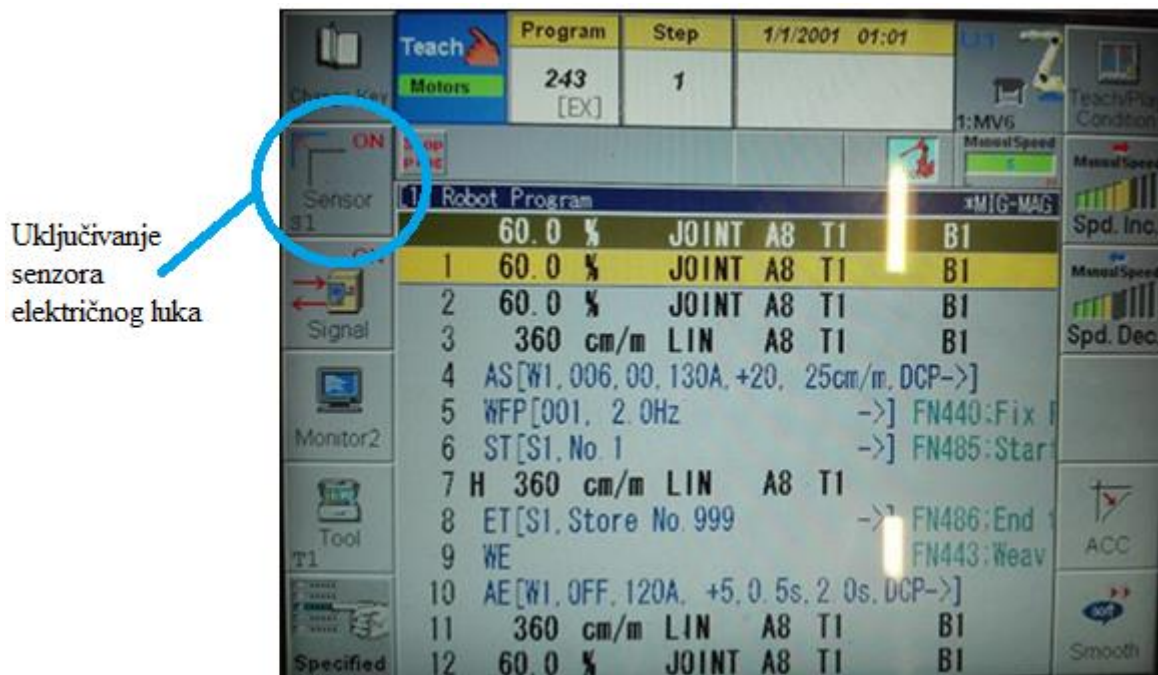 Uključivanje
senzora
električnog luka
Teach
Motors
Program
243
[EX]
Step
1
1/1/2001 01:01
1:MV6
Teach/Play
Condition
ON
Sensor
S1
Manual Speed
5
Manual Speed
Spd. Inc.
Robot Program *MIG-MAG
60.0 % JOINT A8 T1 B1
1 60.0 % JOINT A8 T1 B1
2 60.0 % JOINT A8 T1 B1
3 360 cm/m LIN A8 T1 B1
4 AS[W1,006,00,130A,+20, 25cm/m,DCP->]
5 WFP[001, 2.0Hz ->] FN440:Fix
6 ST[S1,No.1 ->] FN485:Star
7 H 360 cm/m LIN A8 T1
8 ET[S1,Store No.999 ->] FN486:End
9 WE FN443:Weav
10 AE[W1,OFF,120A, +5,0.5s,2.0s,DCP->]
11 360 cm/m LIN A8 T1 B1
12 60.0 % JOINT A8 T1 B1
Signal
Monitor2
Tool
T1
Specified
Manual Speed
Spd. Dec.
ACC
soft
Smooth